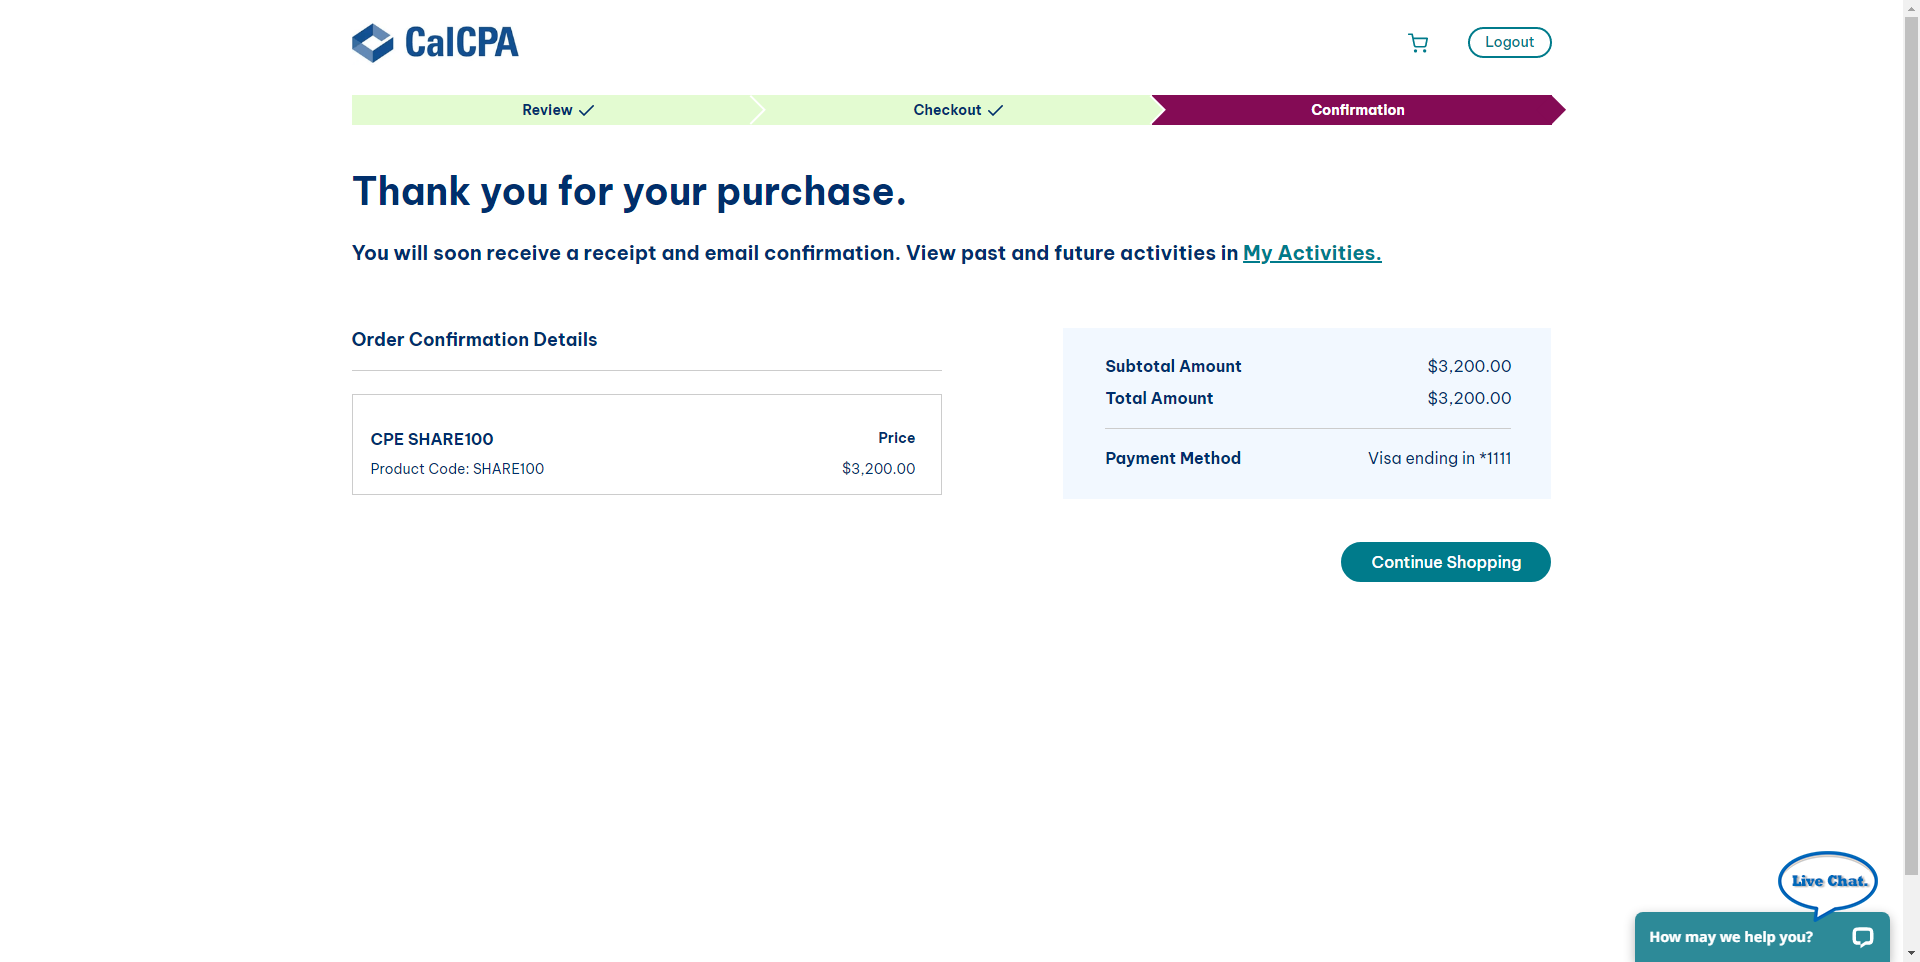 CalCPA
Logout
Review
Checkout
Confirmation
Thank you for your purchase.
You will soon receive a receipt and email confirmation. View past and future activities in My Activities.
Order Confirmation Details
CPE SHARE100
Price
Product Code: SHARE100
$3,200.00
Subtotal Amount
$3,200.00
Total Amount
$3,200.00
Payment Method
Visa ending in *1111
Continue Shopping
Live Chat.
How may we help you?